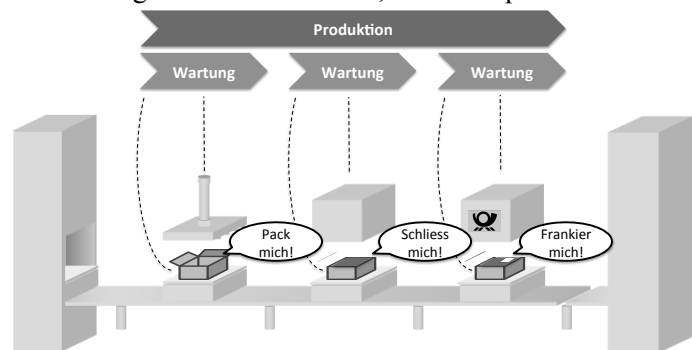 Produktion
Wartung
Wartung
Wartung
Pack
mich!
Schliess
mich!
Frankier
mich!